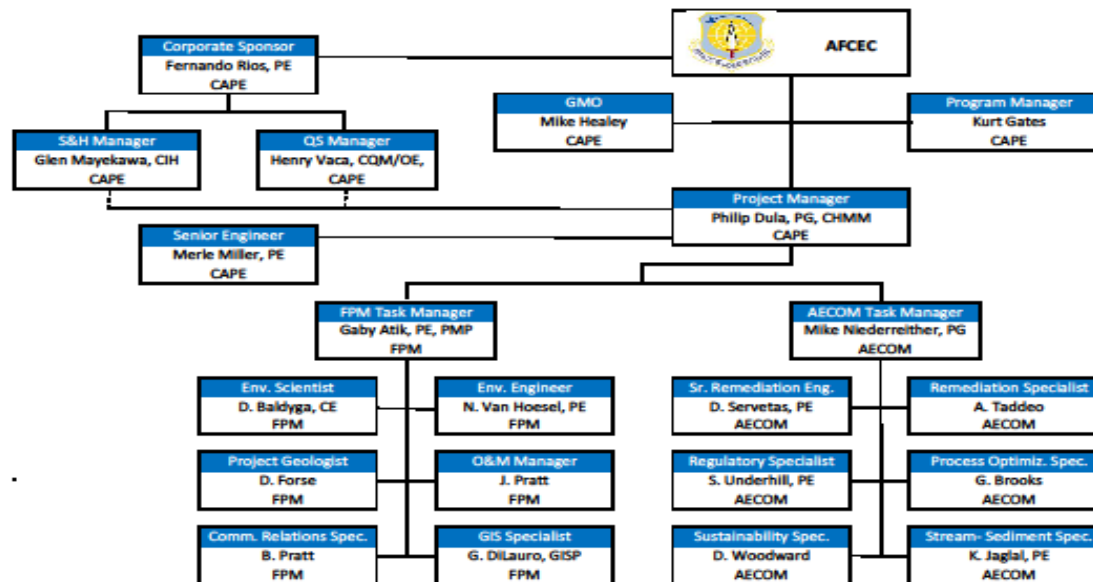 AFCEC
Corporate Sponsor
Fernando Rios, PE
CAPE
GMO
Mike Healey
CAPE
Program Manager
Kurt Gates
CAPE
S&H Manager
Glen Mayekawa, CIH
CAPE
QS Manager
Henry Vaca, CQM/OE,
CAPE
Project Manager
Philip Dula, PG, CHMM
CAPE
Senior Engineer
Merle Miller, PE
CAPE
FPM Task Manager
Gaby Atik, PE, PMP
FPM
AECOM Task Manager
Mike Niederreither, PG
AECOM
Env. Scientist
D. Baldyga, CE
FPM
Env. Engineer
N. Van Hoesel, PE
FPM
Sr. Remediation Eng.
D. Servetas, PE
AECOM
Remediation Specialist
A. Taddeo
AECOM
Project Geologist
D. Forse
FPM
O&M Manager
J. Pratt
FPM
Regulatory Specialist
S. Underhill, PE
AECOM
Process Optimiz. Spec.
G. Brooks
AECOM
Comm. Relations Spec.
B. Pratt
FPM
GIS Specialist
G. DiLauro, GISP
FPM
Sustainability Spec.
D. Woodward
AECOM
Stream- Sediment Spec.
K. Jaglal, PE
AECOM